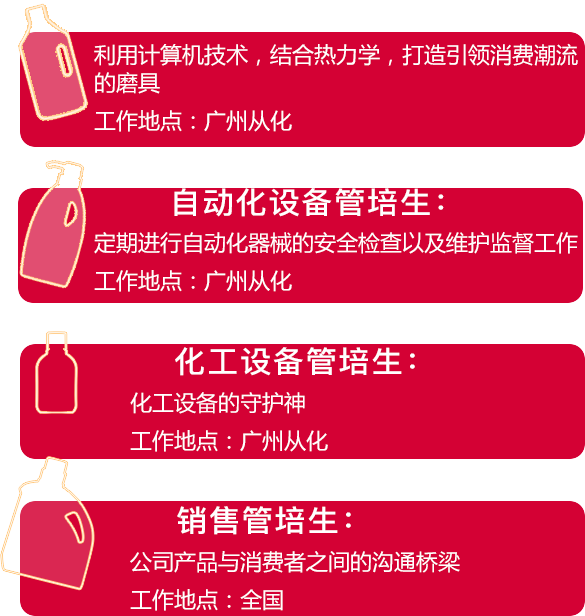 利用计算机技术，结合热力学，打造引领消费潮流
的磨具
工作地点：广州从化
自动化设备管培生：
定期进行自动化器械的安全检查以及维护监督工作
工作地点：广州从化
化工设备管培生：
化工设备的守护神
工作地点：广州从化
销售管培生：
公司产品与消费者之间的沟通桥梁
工作地点：全国